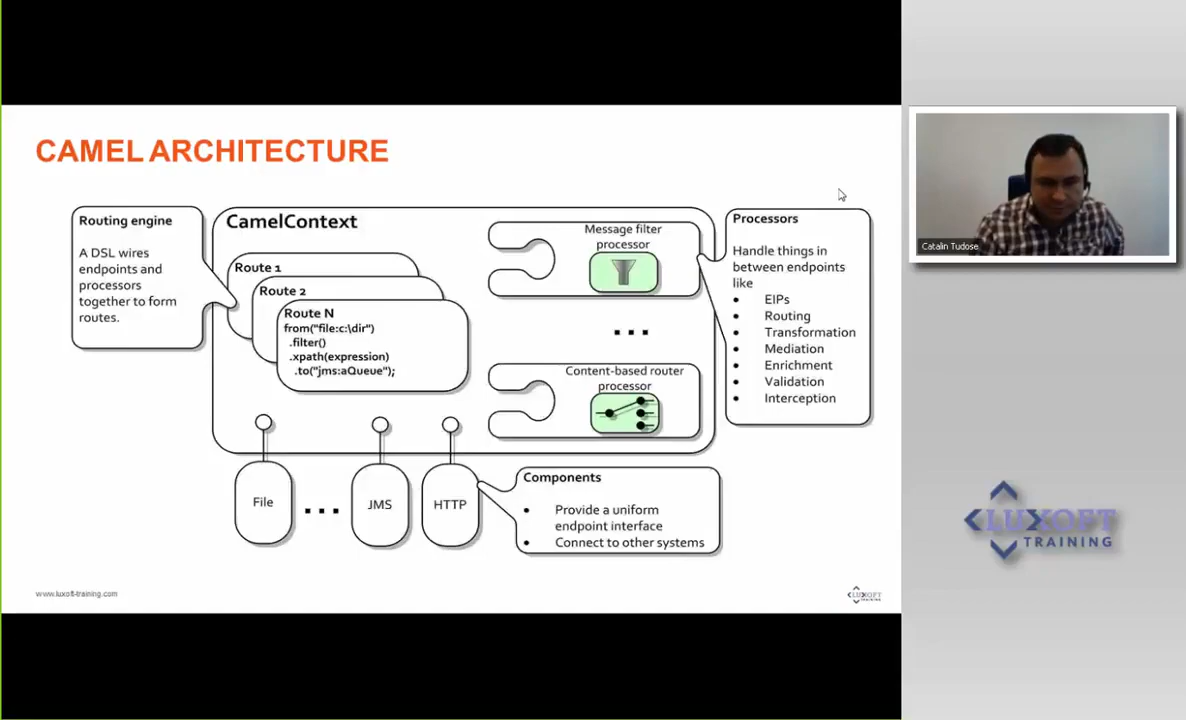 CAMEL ARCHITECTURE
Routing engine
A DSL wires
endpoints and
processors
together to form
routes.
CamelContext
Route 1
Route 2
Route N
from("file:c:\dir")
.filter()
.xpath(expression)
.to("jms:aQueue");
Message filter
processor
...
Content-based router
processor
Processors
Handle things in
between endpoints
like
• EIPs
• Routing
• Transformation
• Mediation
• Enrichment
• Validation
• Interception
File
...
JMS
HTTP
Components
• Provide a uniform
endpoint interface
• Connect to other systems
www.luxoft-training.com
LUXOFT
TRAINING
Catalin Tudose
LUXOFT
TRAINING